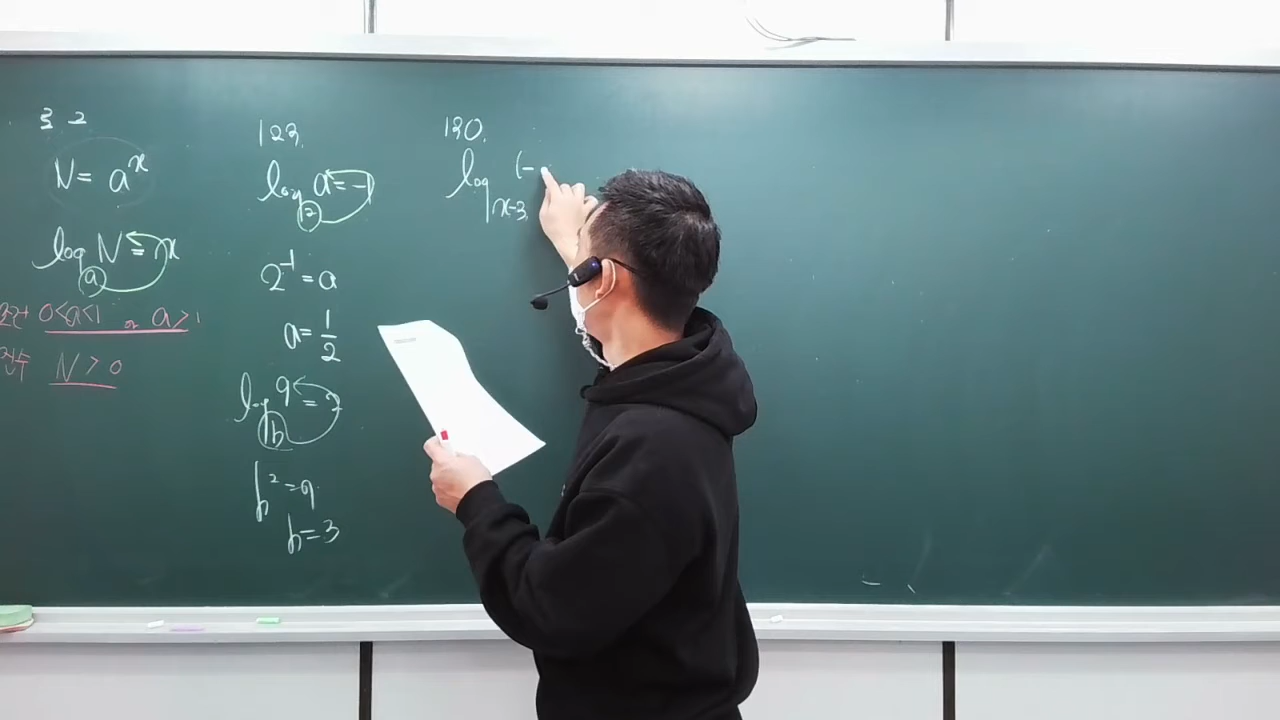 3 2
N = a^x
log_a N = x
0<a<1 or a>1
N > 0
123.
log_2 a = -1
2^-1 = a
a = 1/2
log_b 9 = 2
b^2 = 9
b = 3
130.
log_x-3 (-